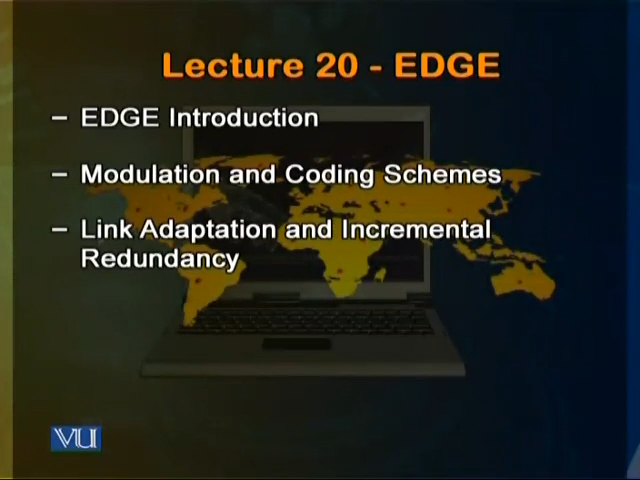 Lecture 20 - EDGE
– EDGE Introduction
– Modulation and Coding Schemes
– Link Adaptation and Incremental
Redundancy
VU